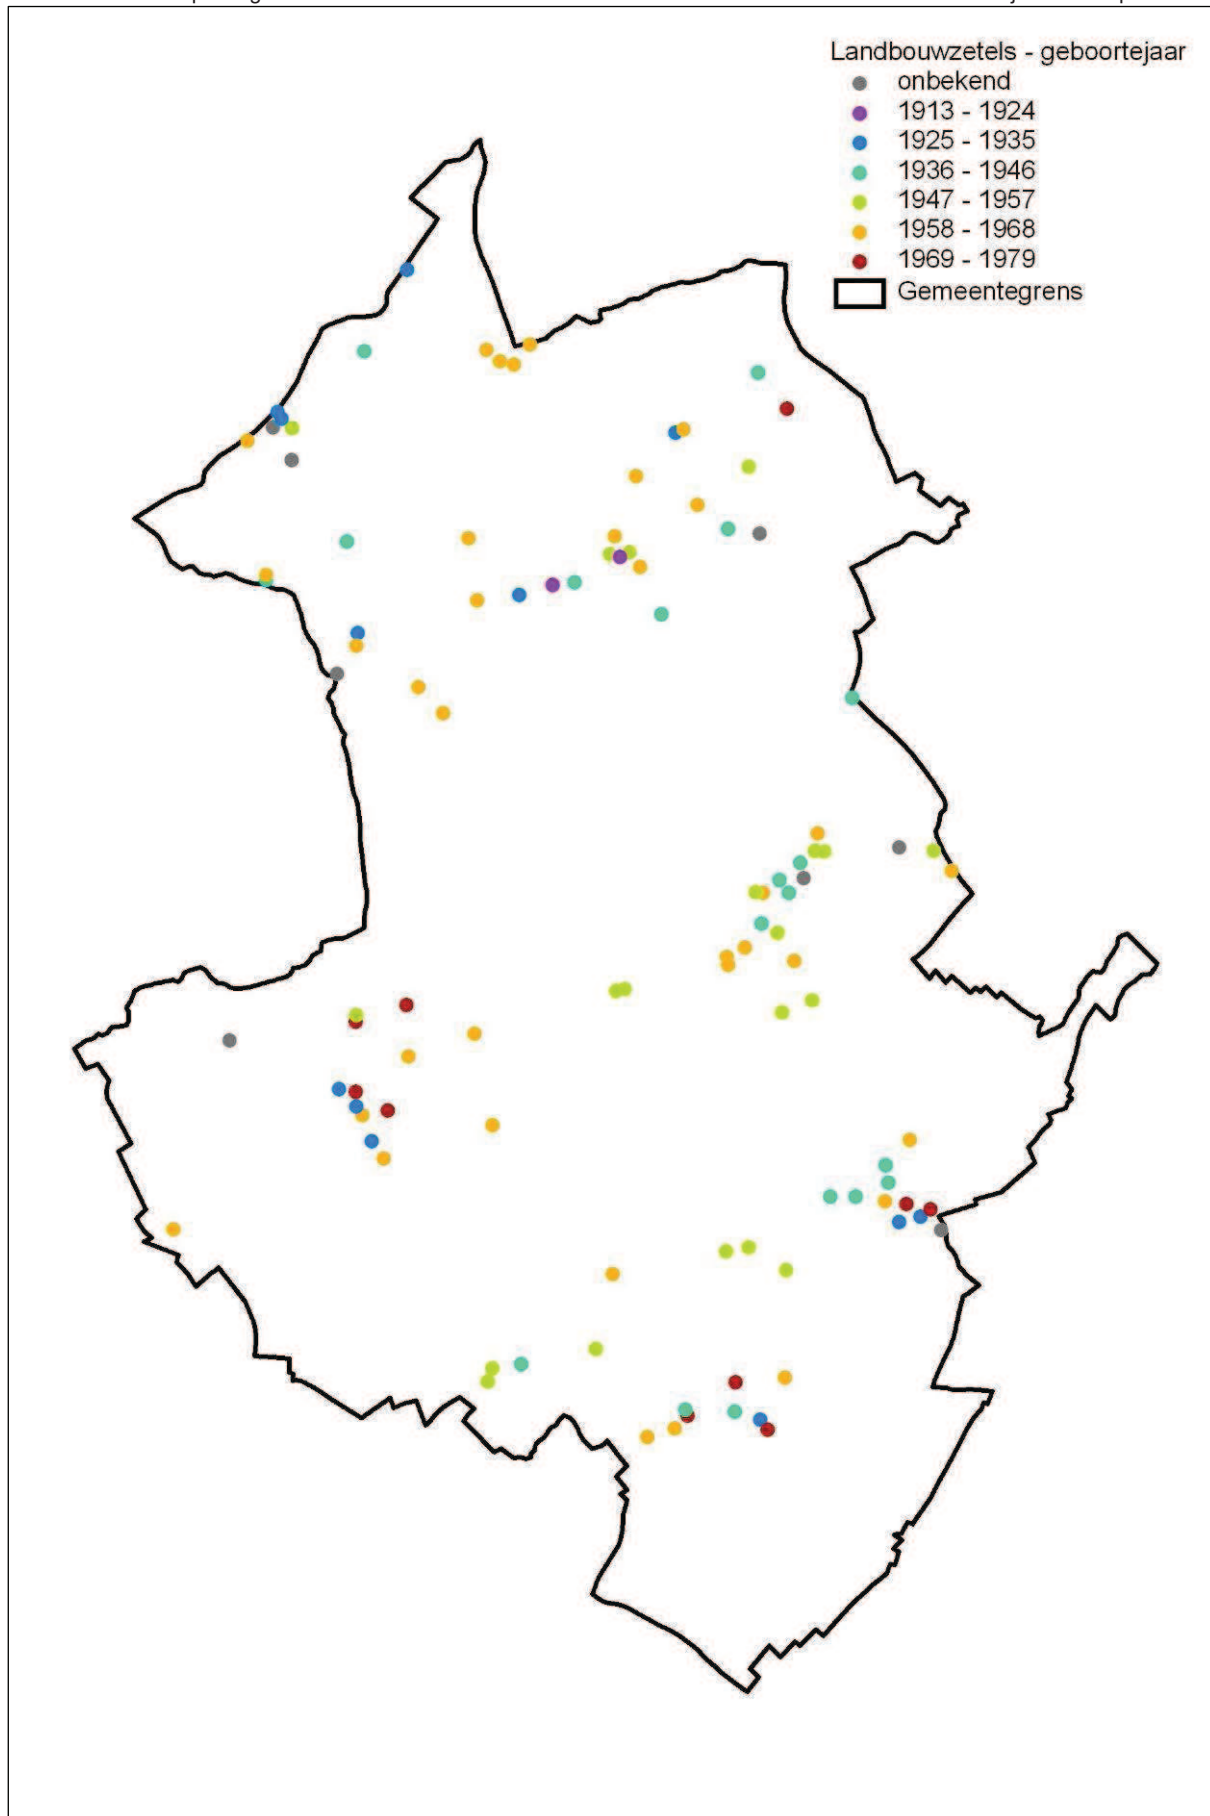 Landbouwzetels - geboortejaar
onbekend
1913 - 1924
1925 - 1935
1936 - 1946
1947 - 1957
1958 - 1968
1969 - 1979
Gemeentegrens